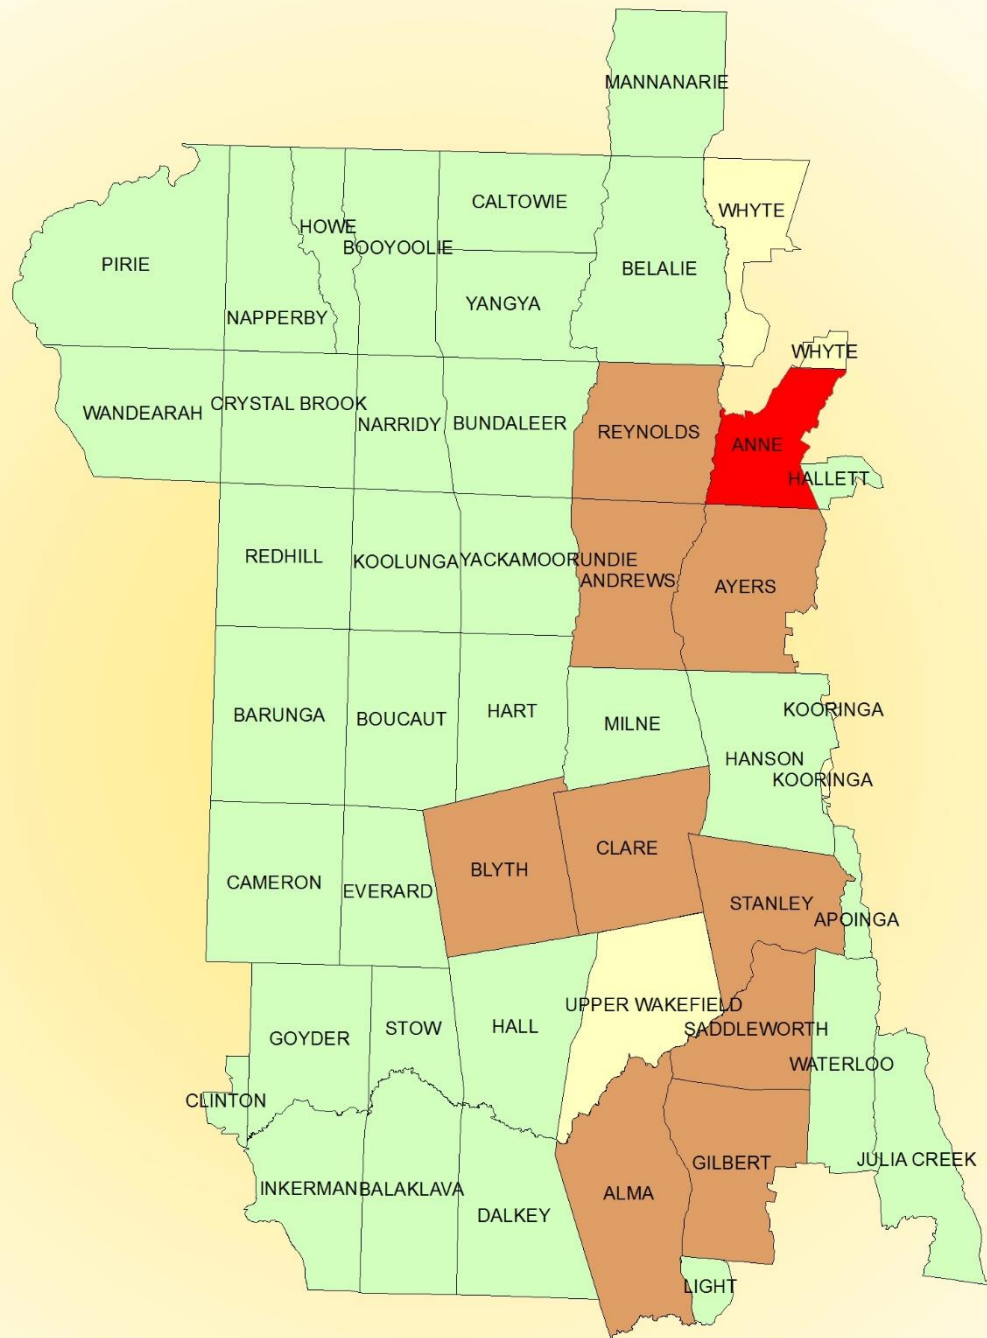 MANNANARIE
CALTOWIE
WHYTE
HOWE
BOOYOOLIE
PIRIE
BELALIE
YANGYA
NAPPERBY
WHYTE
CRYSTAL BROOK
WANDEARAH
NARRIDY
BUNDALEER
REYNOLDS
ANNE
HALLETT
REDHILL
KOOLUNGA
YACKAMOORUNDIE
ANDREWS
AYERS
BARUNGA
BOUCAUT
HART
MILNE
KOORINGA
HANSON
KOORINGA
CLARE
BLYTH
CAMERON
EVERARD
STANLEY
APOINGA
UPPER WAKEFIELD
GOYDER
STOW
HALL
SADDLEWORTH
WATERLOO
CLINTON
JULIA CREEK
GILBERT
INKERMAN
BALAKLAVA
ALMA
DALKEY
LIGHT